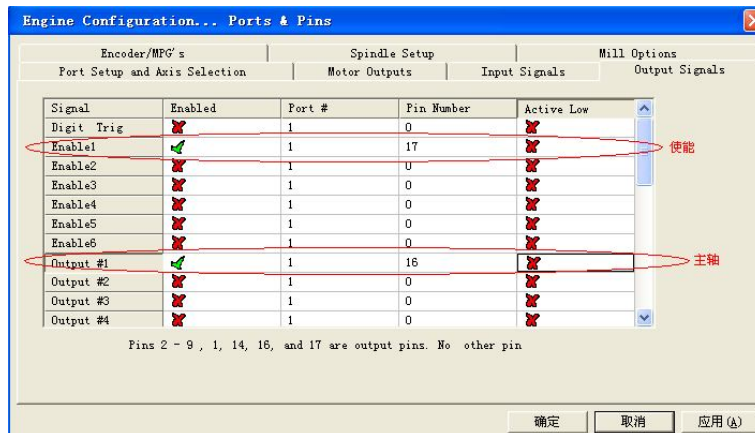 Engine Configuration... Ports & Pins
Encoder/MPG's Spindle Setup Mill Options
Port Setup and Axis Selection Motor Outputs Input Signals Output Signals
Signal Enabled Port # Pin Number Active Low
Digit Trig 1 0
Enable1 1 17 使能
Enable2 1 0
Enable3 1 0
Enable4 1 0
Enable5 1 0
Enable6 1 0
Output #1 1 16 主轴
Output #2 1 0
Output #3 1 0
Output #4 1 0
Pins 2 - 9 , 1, 14, 16, and 17 are output pins. No other pin
确定 取消 应用(A)